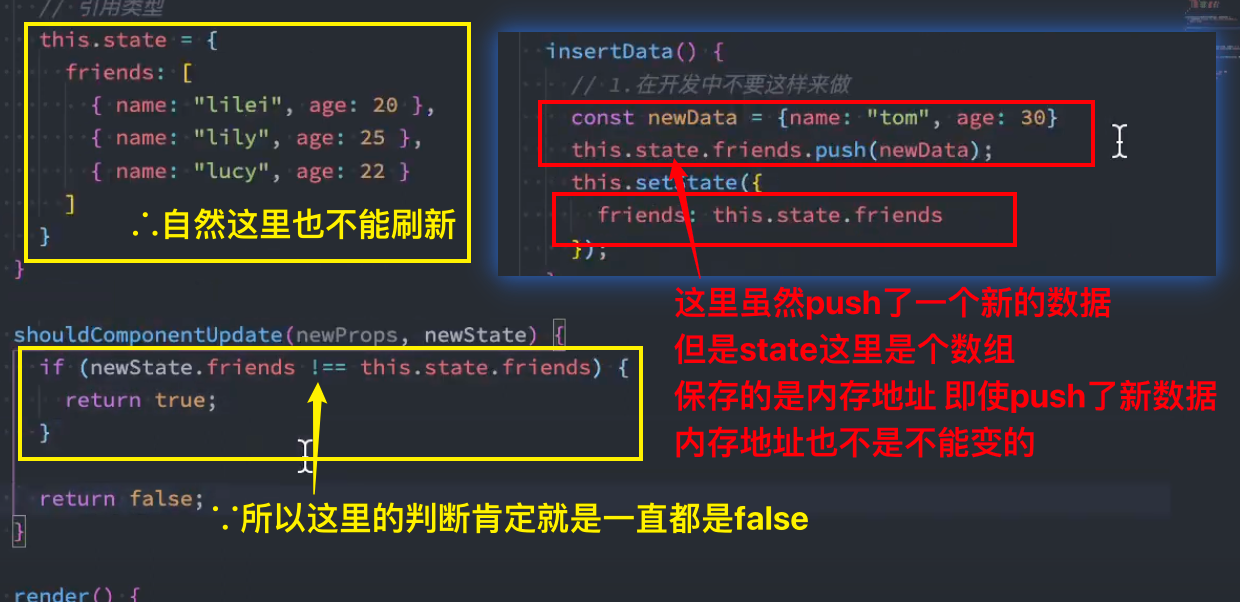 // 引用类型
this.state = {
friends: [
{ name: "lilei", age: 20 },
{ name: "lily", age: 25 },
{ name: "lucy", age: 22 }
]
∴自然这里也不能刷新
}
}
insertData() {
// 1.在开发中不要这样来做
const newData = {name: "tom", age: 30}
this.state.friends.push(newData);
this.setState({
friends: this.state.friends
});
这里虽然push了一个新的数据
但是state这里是个数组
保存的是内存地址 即使push了新数据
内存地址也不是不能变的
shouldComponentUpdate(newProps, newState) {
if (newState.friends !== this.state.friends) {
return true;
}
return false;
∵所以这里的判断肯定就是一直都是false
}
render() {